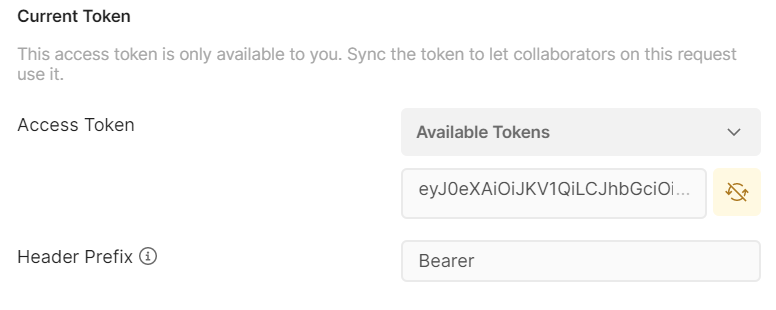 Current Token
This access token is only available to you. Sync the token to let collaborators on this request
use it.
Access Token
Available Tokens
eyJ0eXAiOiJKV1QiLCJhbGciOi...
Header Prefix
Bearer